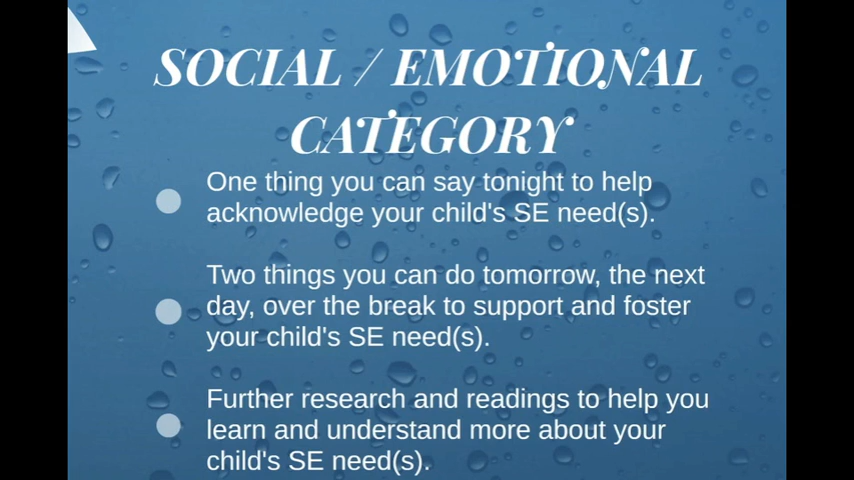 SOCIAL / EMOTIONAL
CATEGORY
One thing you can say tonight to help
acknowledge your child's SE need(s).
Two things you can do tomorrow, the next
day, over the break to support and foster
your child's SE need(s).
Further research and readings to help you
learn and understand more about your
child's SE need(s).